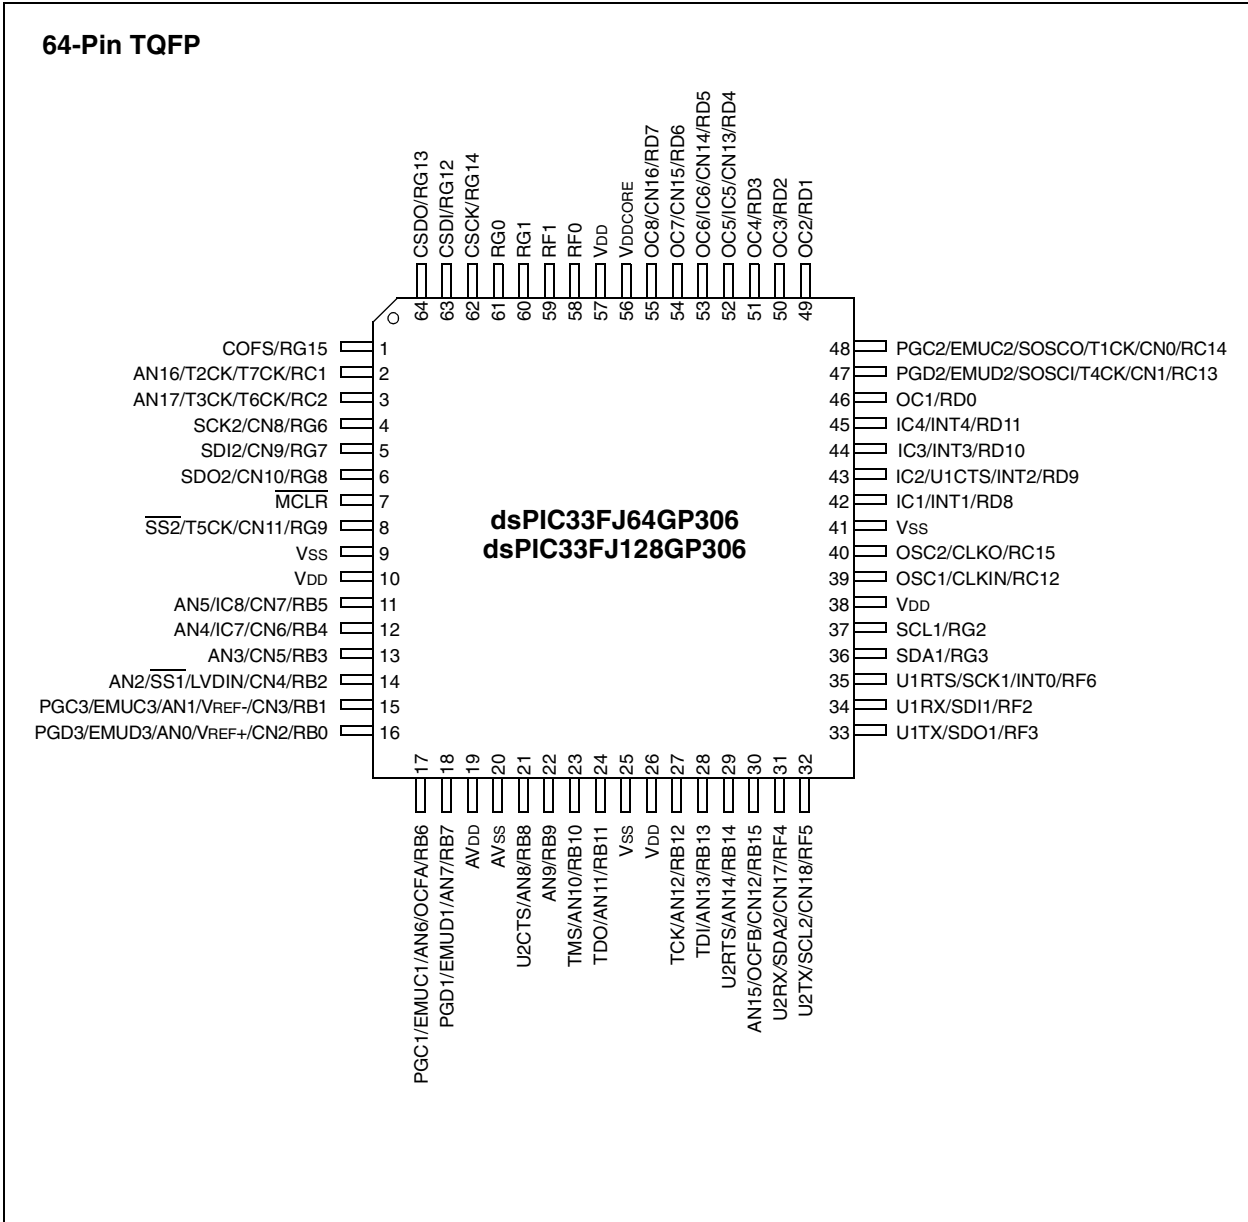 64-Pin TQFP
CSDO/RG13
CSDI/RG12
CSCK/RG14
RG0
RG1
RF1
RF0
VDD
VDDCORE
OC8/CN16/RD7
OC7/CN15/RD6
OC6/IC6/CN14/RD5
OC5/IC5/CN13/RD4
OC4/RD3
OC3/RD2
OC2/RD1
64
63
62
61
60
59
58
57
56
55
54
53
52
51
50
49
COFS/RG15 1
AN16/T2CK/T7CK/RC1 2
AN17/T3CK/T6CK/RC2 3
SCK2/CN8/RG6 4
SDI2/CN9/RG7 5
SDO2/CN10/RG8 6
MCLR 7
SS2/T5CK/CN11/RG9 8
VSS 9
VDD 10
AN5/IC8/CN7/RB5 11
AN4/IC7/CN6/RB4 12
AN3/CN5/RB3 13
AN2/SS1/LVDIN/CN4/RB2 14
PGC3/EMUC3/AN1/VREF-/CN3/RB1 15
PGD3/EMUD3/AN0/VREF+/CN2/RB0 16
dsPIC33FJ64GP306
dsPIC33FJ128GP306
48 PGC2/EMUC2/SOSCO/T1CK/CN0/RC14
47 PGD2/EMUD2/SOSCI/T4CK/CN1/RC13
46 OC1/RD0
45 IC4/INT4/RD11
44 IC3/INT3/RD10
43 IC2/U1CTS/INT2/RD9
42 IC1/INT1/RD8
41 VSS
40 OSC2/CLKO/RC15
39 OSC1/CLKIN/RC12
38 VDD
37 SCL1/RG2
36 SDA1/RG3
35 U1RTS/SCK1/INT0/RF6
34 U1RX/SDI1/RF2
33 U1TX/SDO1/RF3
17
18
19
20
21
22
23
24
25
26
27
28
29
30
31
32
PGC1/EMUC1/AN6/OCFA/RB6
PGD1/EMUD1/AN7/RB7
AVDD
AVSS
U2CTS/AN8/RB8
AN9/RB9
TMS/AN10/RB10
TDO/AN11/RB11
VSS
VDD
TCK/AN12/RB12
TDI/AN13/RB13
U2RTS/AN14/RB14
AN15/OCFB/CN12/RB15
U2RX/SDA2/CN17/RF4
U2TX/SCL2/CN18/RF5